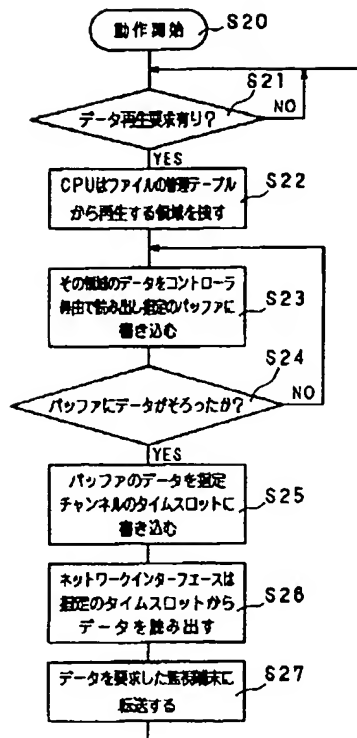 動作開始
S20
S21
データ再生要求有り？
NO
YES
CPUはファイルの管理テーブル
から再生する領域を捜す
S22
その領域のデータをコントローラ
経由で読み出し指定のバッファに
書き込む
S23
S24
バッファにデータがそろったか？
NO
YES
バッファのデータを指定
チャンネルのタイムスロットに
書き込む
S25
ネットワークインターフェースは
指定のタイムスロットから
データを読み出す
S26
データを要求した監視端末に
転送する
S27